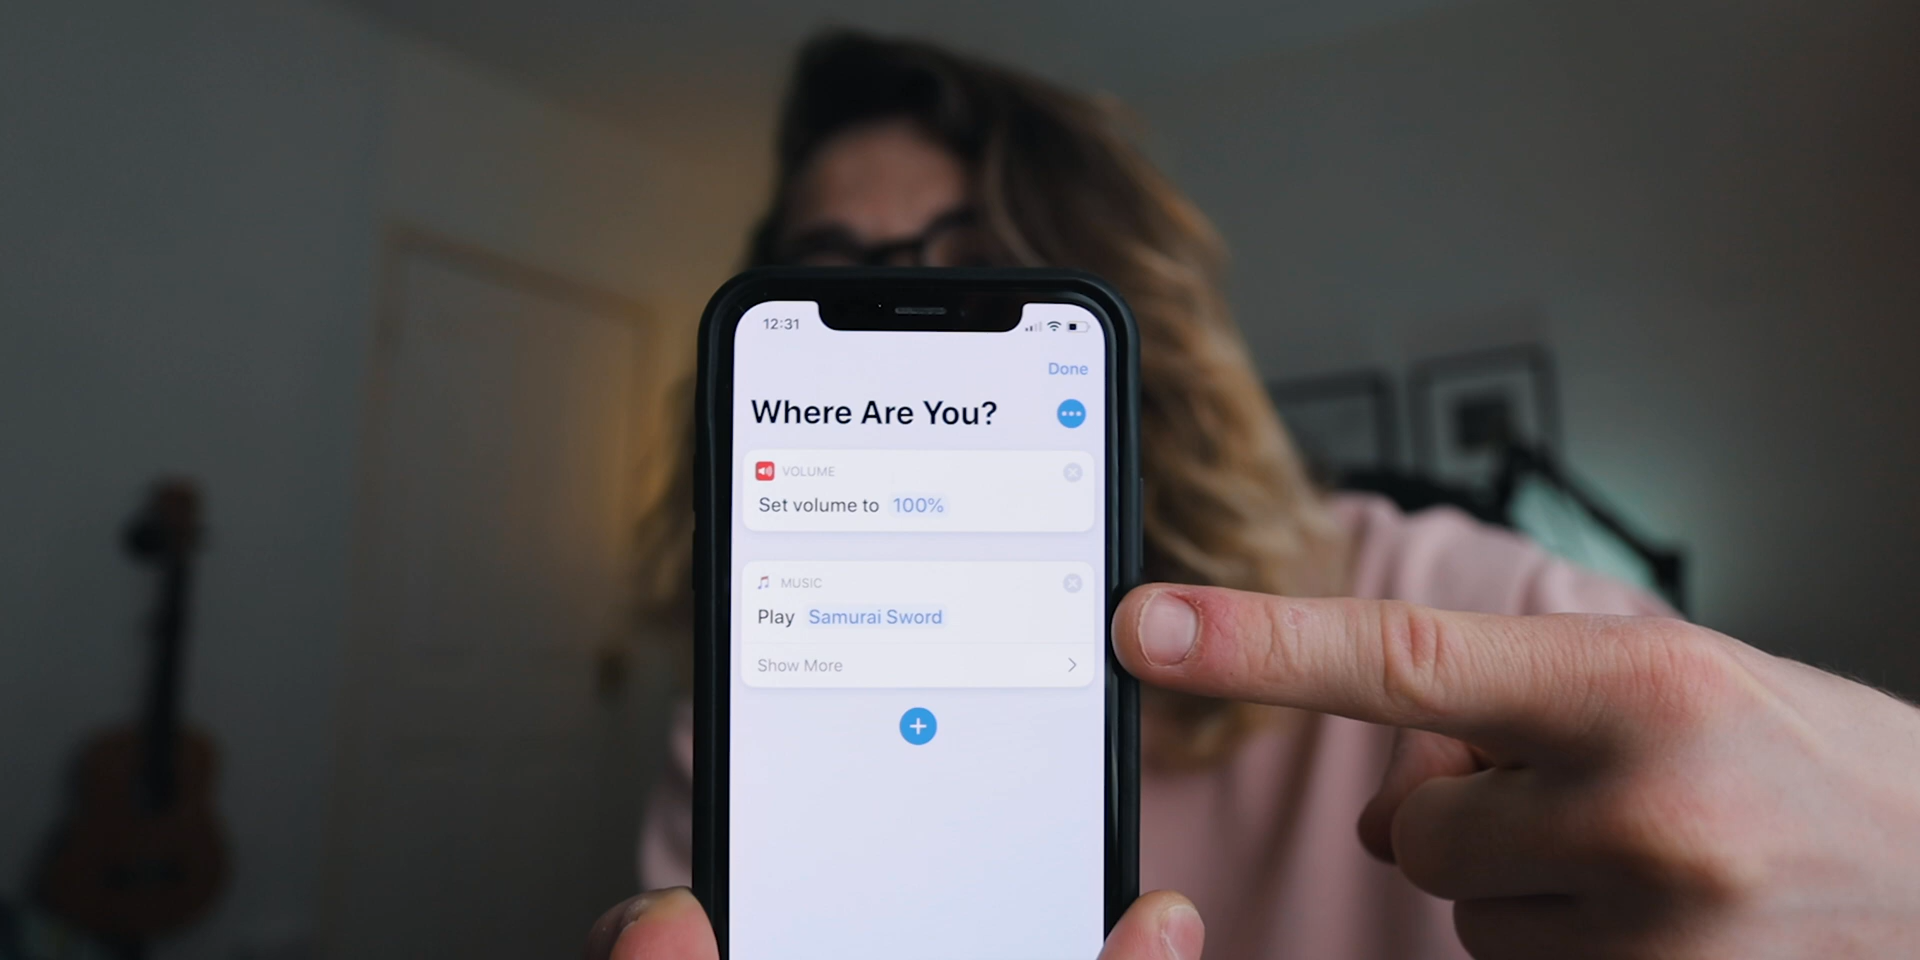 12:31
Done
Where Are You?
VOLUME
Set volume to 100%
MUSIC
Play Samurai Sword
Show More